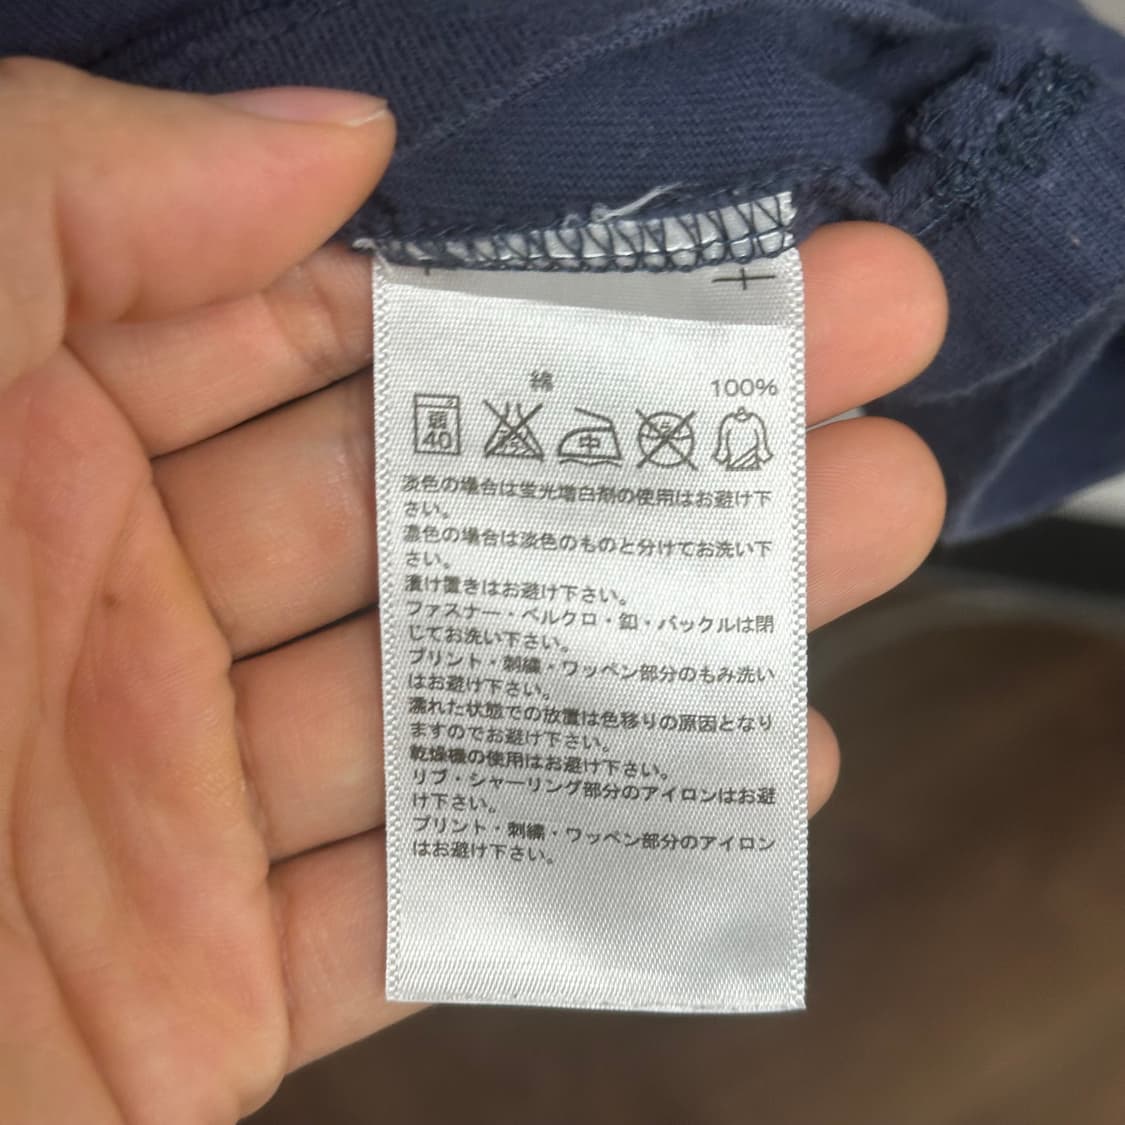 綿 100%
弱 40 中
淡色の場合は蛍光増白剤の使用はお避け下
さい。
濃色の場合は淡色のものと分けてお洗い下
さい。
漬け置きはお避け下さい。
ファスナー・ベルクロ・釦・バックルは閉
じてお洗い下さい。
プリント・刺繍・ワッペン部分のもみ洗い
はお避け下さい。
濡れた状態での放置は色移りの原因となり
ますのでお避け下さい。
乾燥機の使用はお避け下さい。
リブ・シャーリング部分のアイロンはお避
け下さい。
プリント・刺繍・ワッペン部分のアイロン
はお避け下さい。